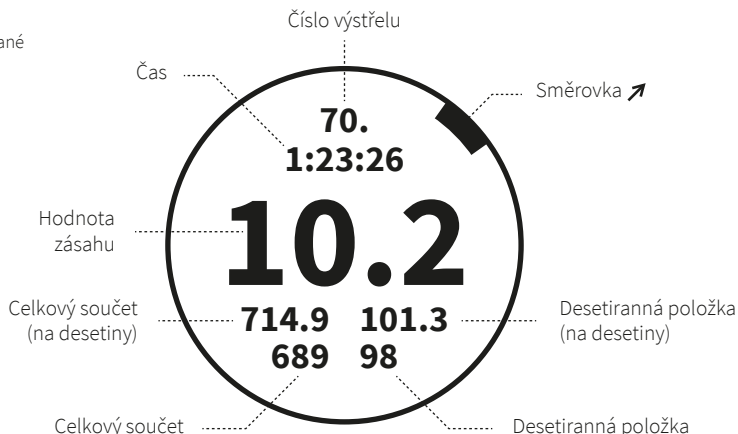 Číslo výstřelu
ané
Čas
Směrovka
70.
1:23:26
Hodnota
zásahu
10.2
Celkový součet
(na desetiny)
714.9 101.3
Desetiranná položka
(na desetiny)
689 98
Celkový součet
Desetiranná položka